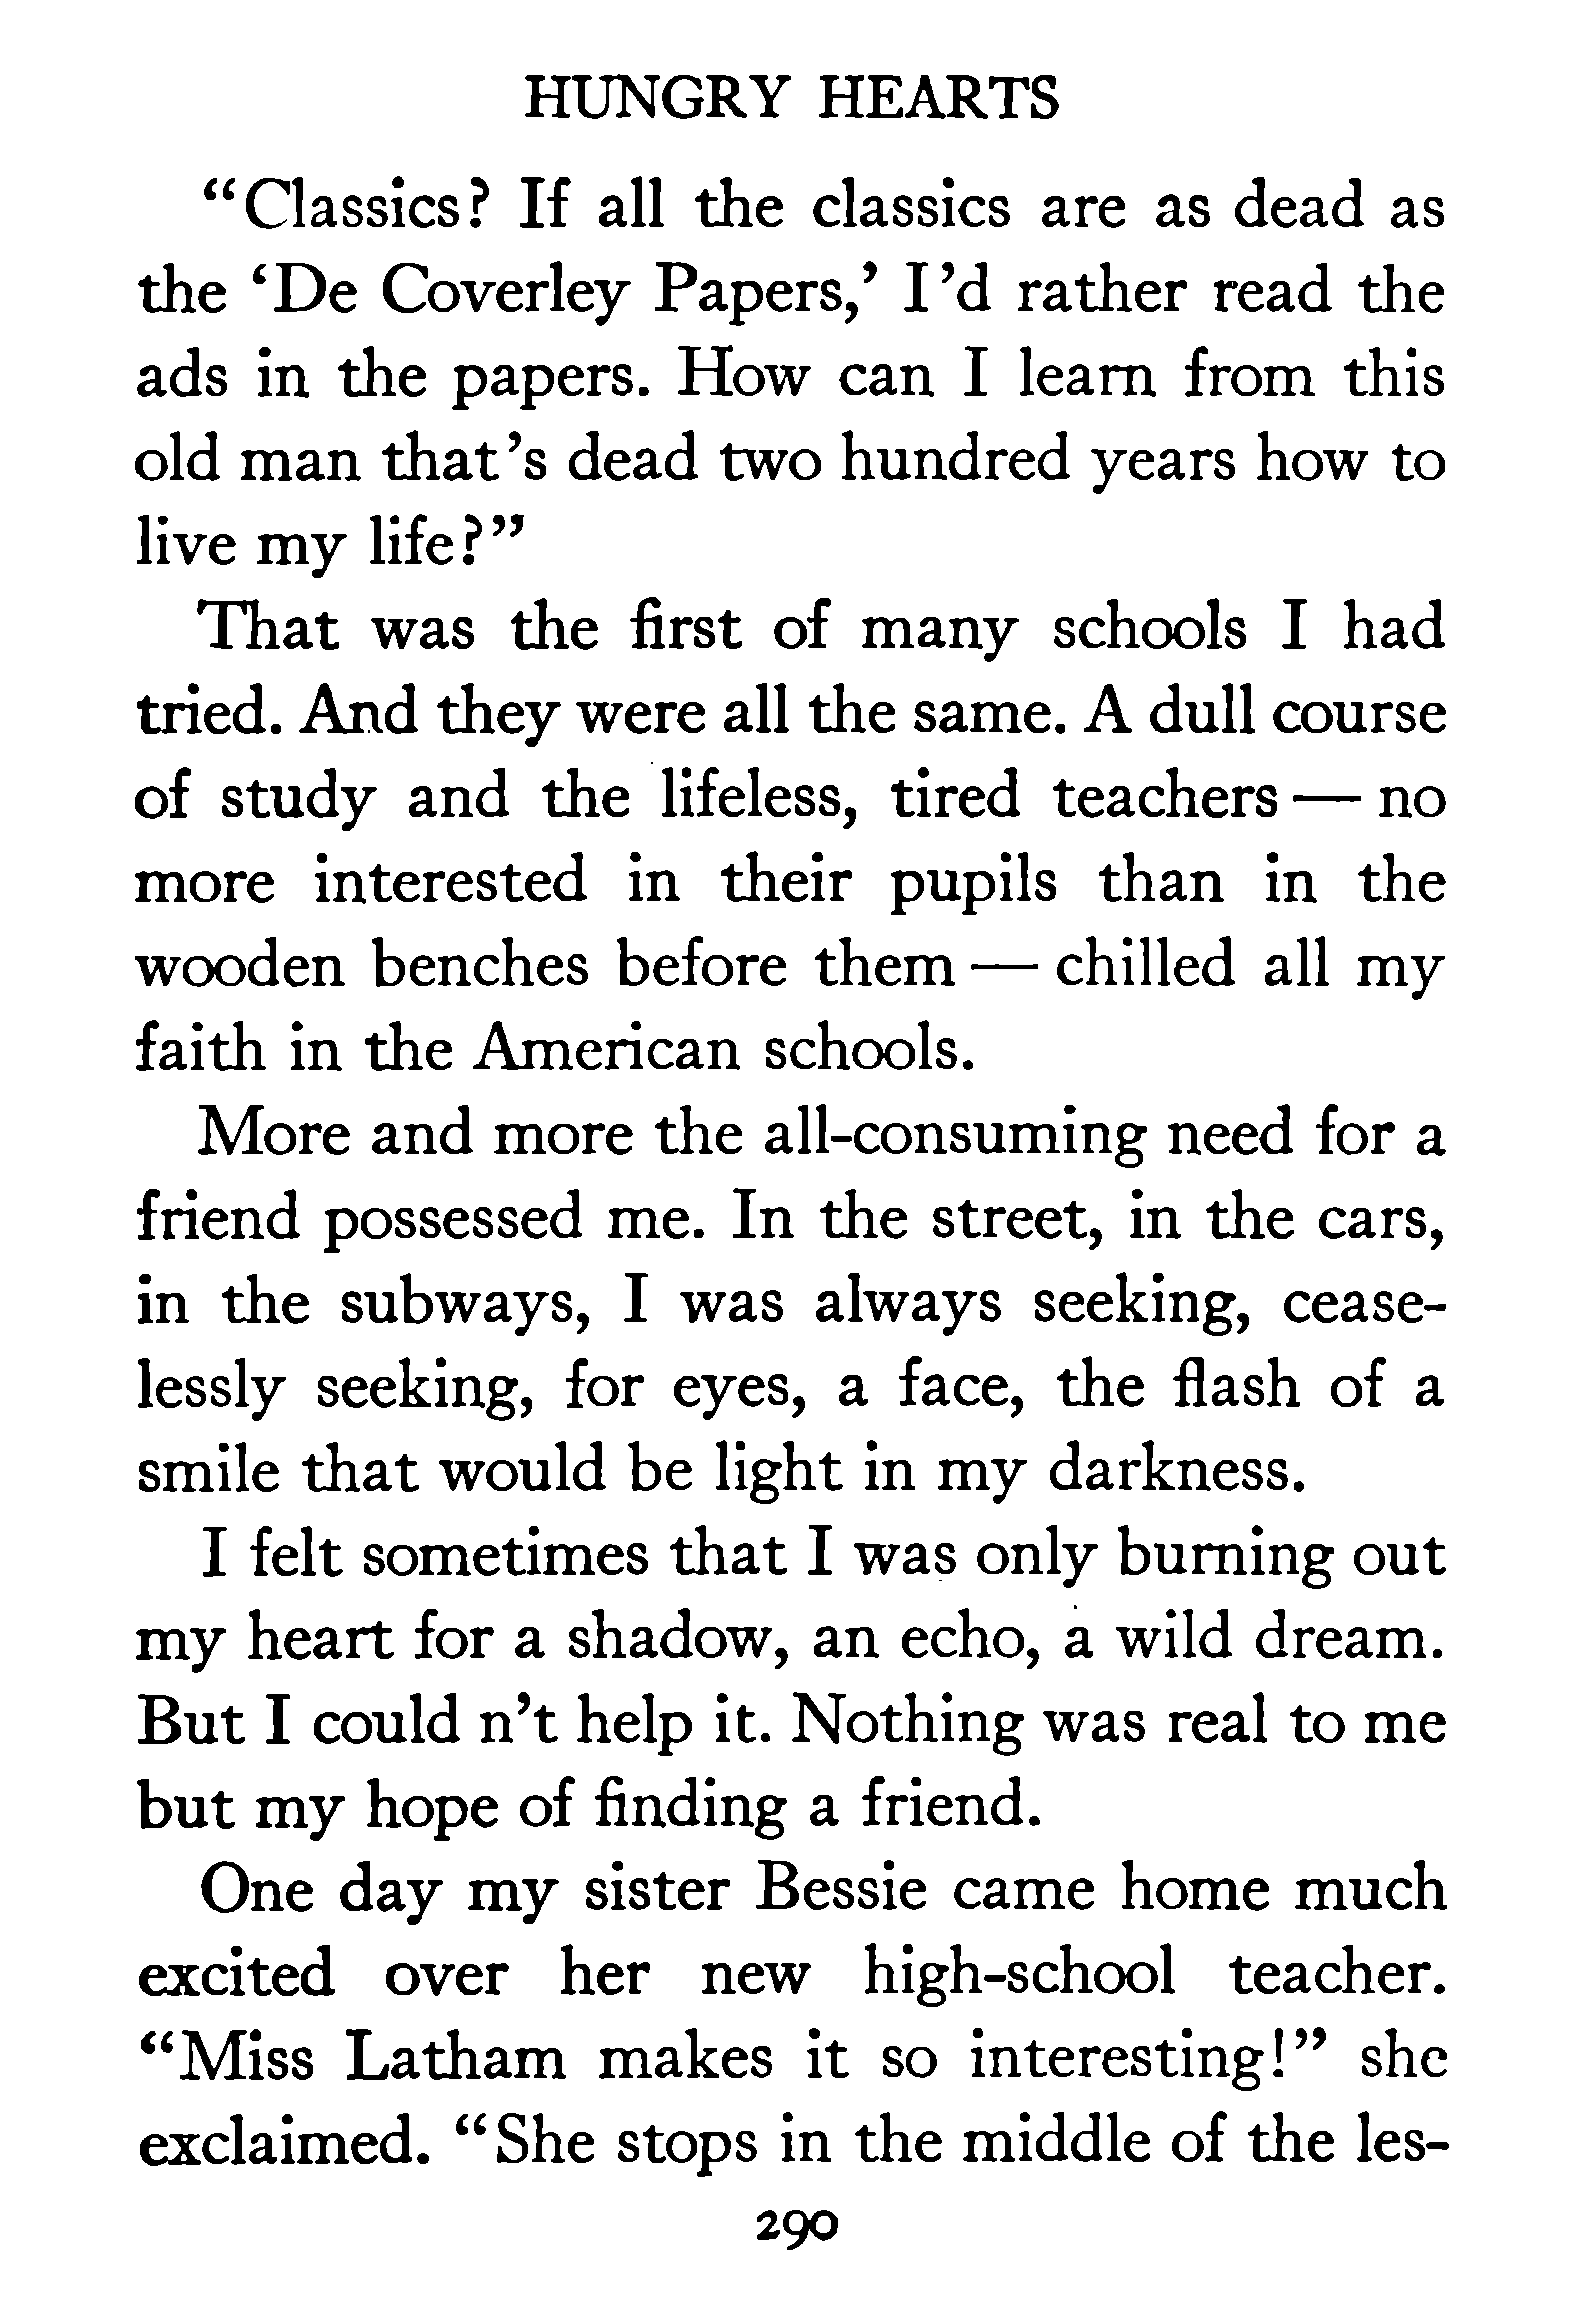 HUNGRY HEARTS
“Classics? If all the classics are as dead as
the ‘De Coverley Papers,’ I’d rather read the
ads in the papers. How can I learn from this
old man that’s dead two hundred years how to
live my life?”
That was the first of many schools I had
tried. And they were all the same. A dull course
of study and the lifeless, tired teachers — no
more interested in their pupils than in the
wooden benches before them — chilled all my
faith in the American schools.
More and more the all-consuming need for a
friend possessed me. In the street, in the cars,
in the subways, I was always seeking, cease-
lessly seeking, for eyes, a face, the flash of a
smile that would be light in my darkness.
I felt sometimes that I was only burning out
my heart for a shadow, an echo, a wild dream.
But I could n’t help it. Nothing was real to me
but my hope of finding a friend.
One day my sister Bessie came home much
excited over her new high-school teacher.
“Miss Latham makes it so interesting!” she
exclaimed. “She stops in the middle of the les-
290